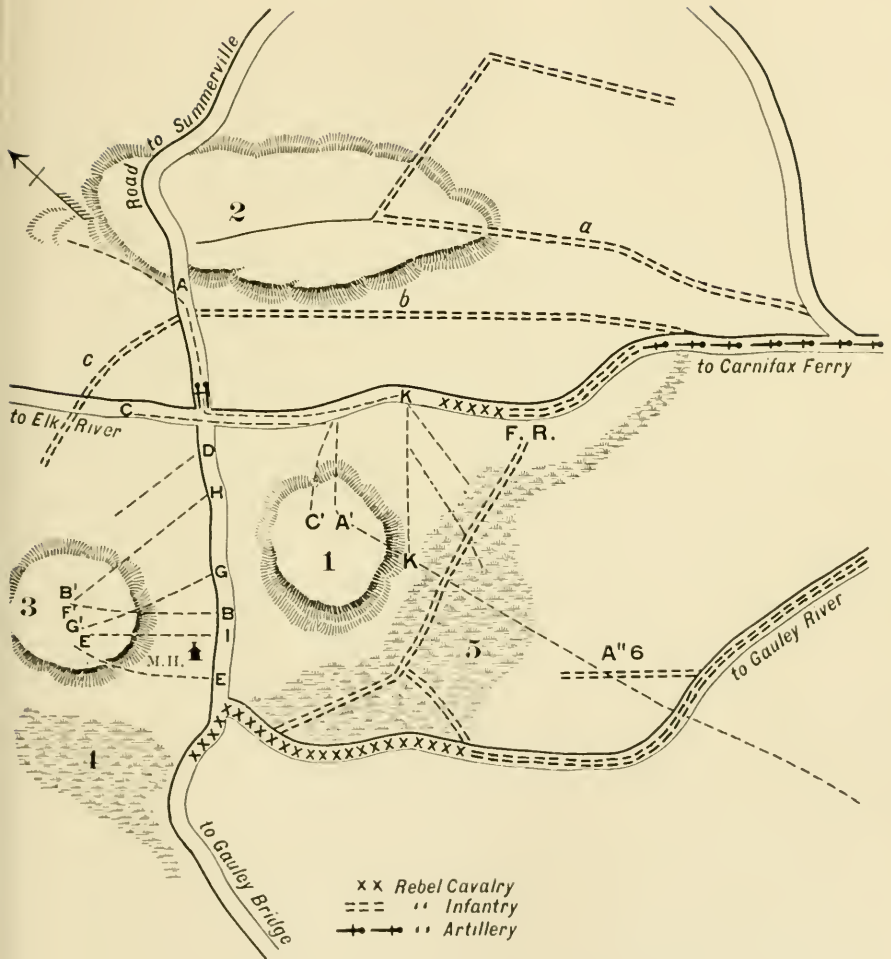 Road to Summerville
2
a
A
b
c
H
to Carnifax Ferry
K
C
to Elk River
F. R.
D
H
C' A'
1
K
G
B'
3
F
B
G'
I
E
5
A" 6
M.H.
to Gauley River
E
4
to Gauley Bridge
x x Rebel Cavalry
" Infantry
" Artillery